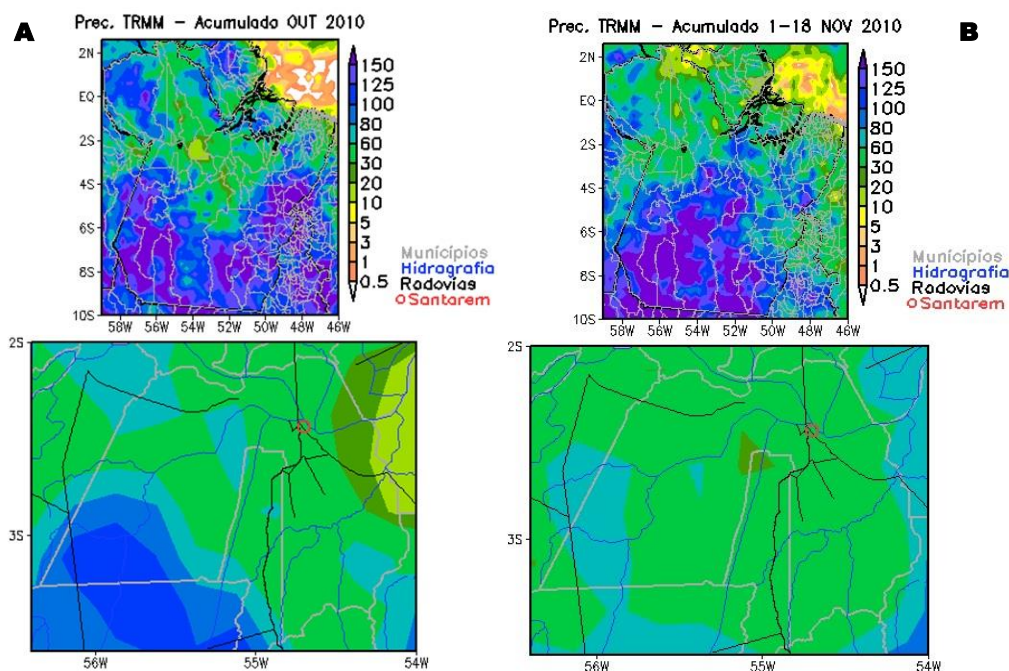 A
Prec. TRMM – Acumulado OUT 2010
2N
EQ
2S
4S
6S
8S
10S
58W 56W 54W 52W 50W 48W 46W
150
125
100
80
60
30
20
10
5
3
1
0.5
Municípios
Hidrografia
Rodovias
Santarem
2S
3S
56W 55W 54W
Prec. TRMM – Acumulado 1–18 NOV 2010
B
2N
EQ
2S
4S
6S
8S
10S
58W 56W 54W 52W 50W 48W 46W
150
125
100
80
60
30
20
10
5
3
1
0.5
Municípios
Hidrografia
Rodovias
Santarem
2S
3S
56W 55W 54W